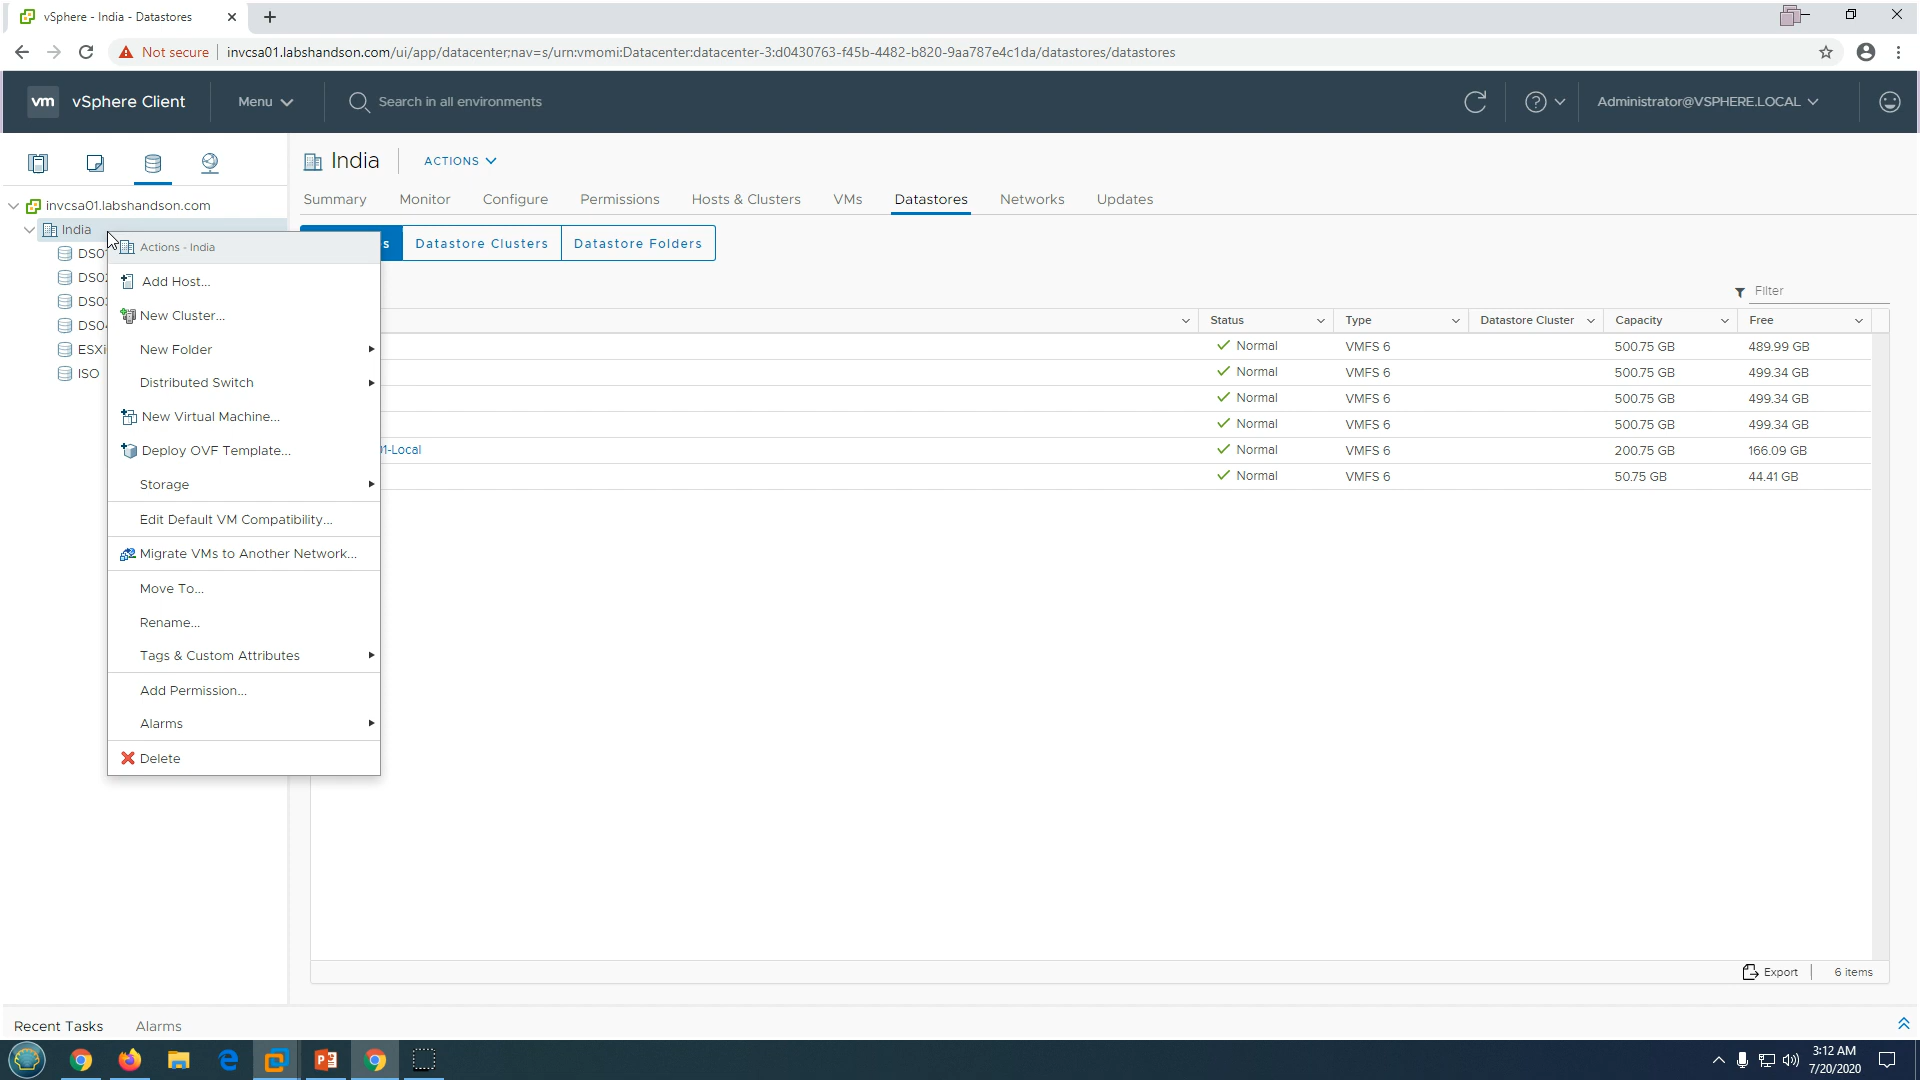 vSphere - India - Datastores
Not secure
invcsa01.labshandson.com/ui/app/datacenter;nav=s/urn:vmomi:Datacenter:datacenter-3:d0430763-f45b-4482-b820-9aa787e4c1da/datastores/datastores
vm vSphere Client Menu Search in all environments Administrator@VSPHERE.LOCAL
India ACTIONS
Summary Monitor Configure Permissions Hosts & Clusters VMs Datastores Networks Updates
invcsa01.labshandson.com
India
Actions - India
Datastore Clusters Datastore Folders
Add Host...
New Cluster...
New Folder
Distributed Switch
New Virtual Machine...
Deploy OVF Template...
Storage
Edit Default VM Compatibility...
Migrate VMs to Another Network...
Move To...
Rename...
Tags & Custom Attributes
Add Permission...
Alarms
Delete
ISO
Filter
Status Type Datastore Cluster Capacity Free
Normal VMFS 6 500.75 GB 489.99 GB
Normal VMFS 6 500.75 GB 499.34 GB
Normal VMFS 6 500.75 GB 499.34 GB
Normal VMFS 6 500.75 GB 499.34 GB
1-Local Normal VMFS 6 200.75 GB 166.09 GB
Normal VMFS 6 50.75 GB 44.41 GB
Export 6 items
Recent Tasks Alarms
3:12 AM
7/20/2020